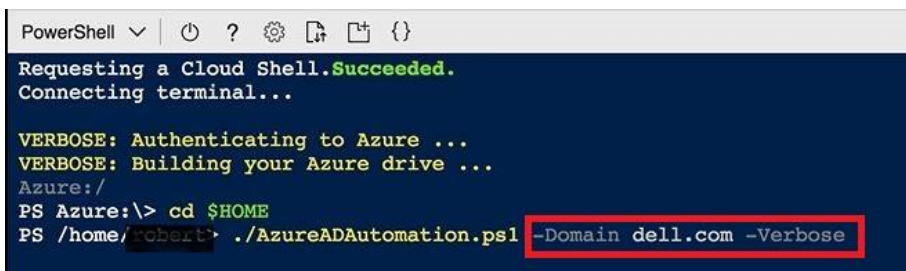 PowerShell
Requesting a Cloud Shell.Succeeded.
Connecting terminal...
VERBOSE: Authenticating to Azure ...
VERBOSE: Building your Azure drive ...
Azure:/
PS Azure:\> cd $HOME
PS /home/> ./AzureADAutomation.ps1 -Domain dell.com -Verbose